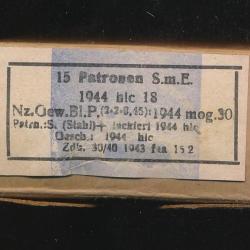 15 Patronen S.m.E.
1944 hlc 18
Nz.Gew.Bl.P.(2·2·0,45): 1944 mog.30
Patrh.: S. (Stahl)+ lackiert 1944 hlc
Gesch.: 1944 hlc
Zdh. 30/40 1943 faa 152